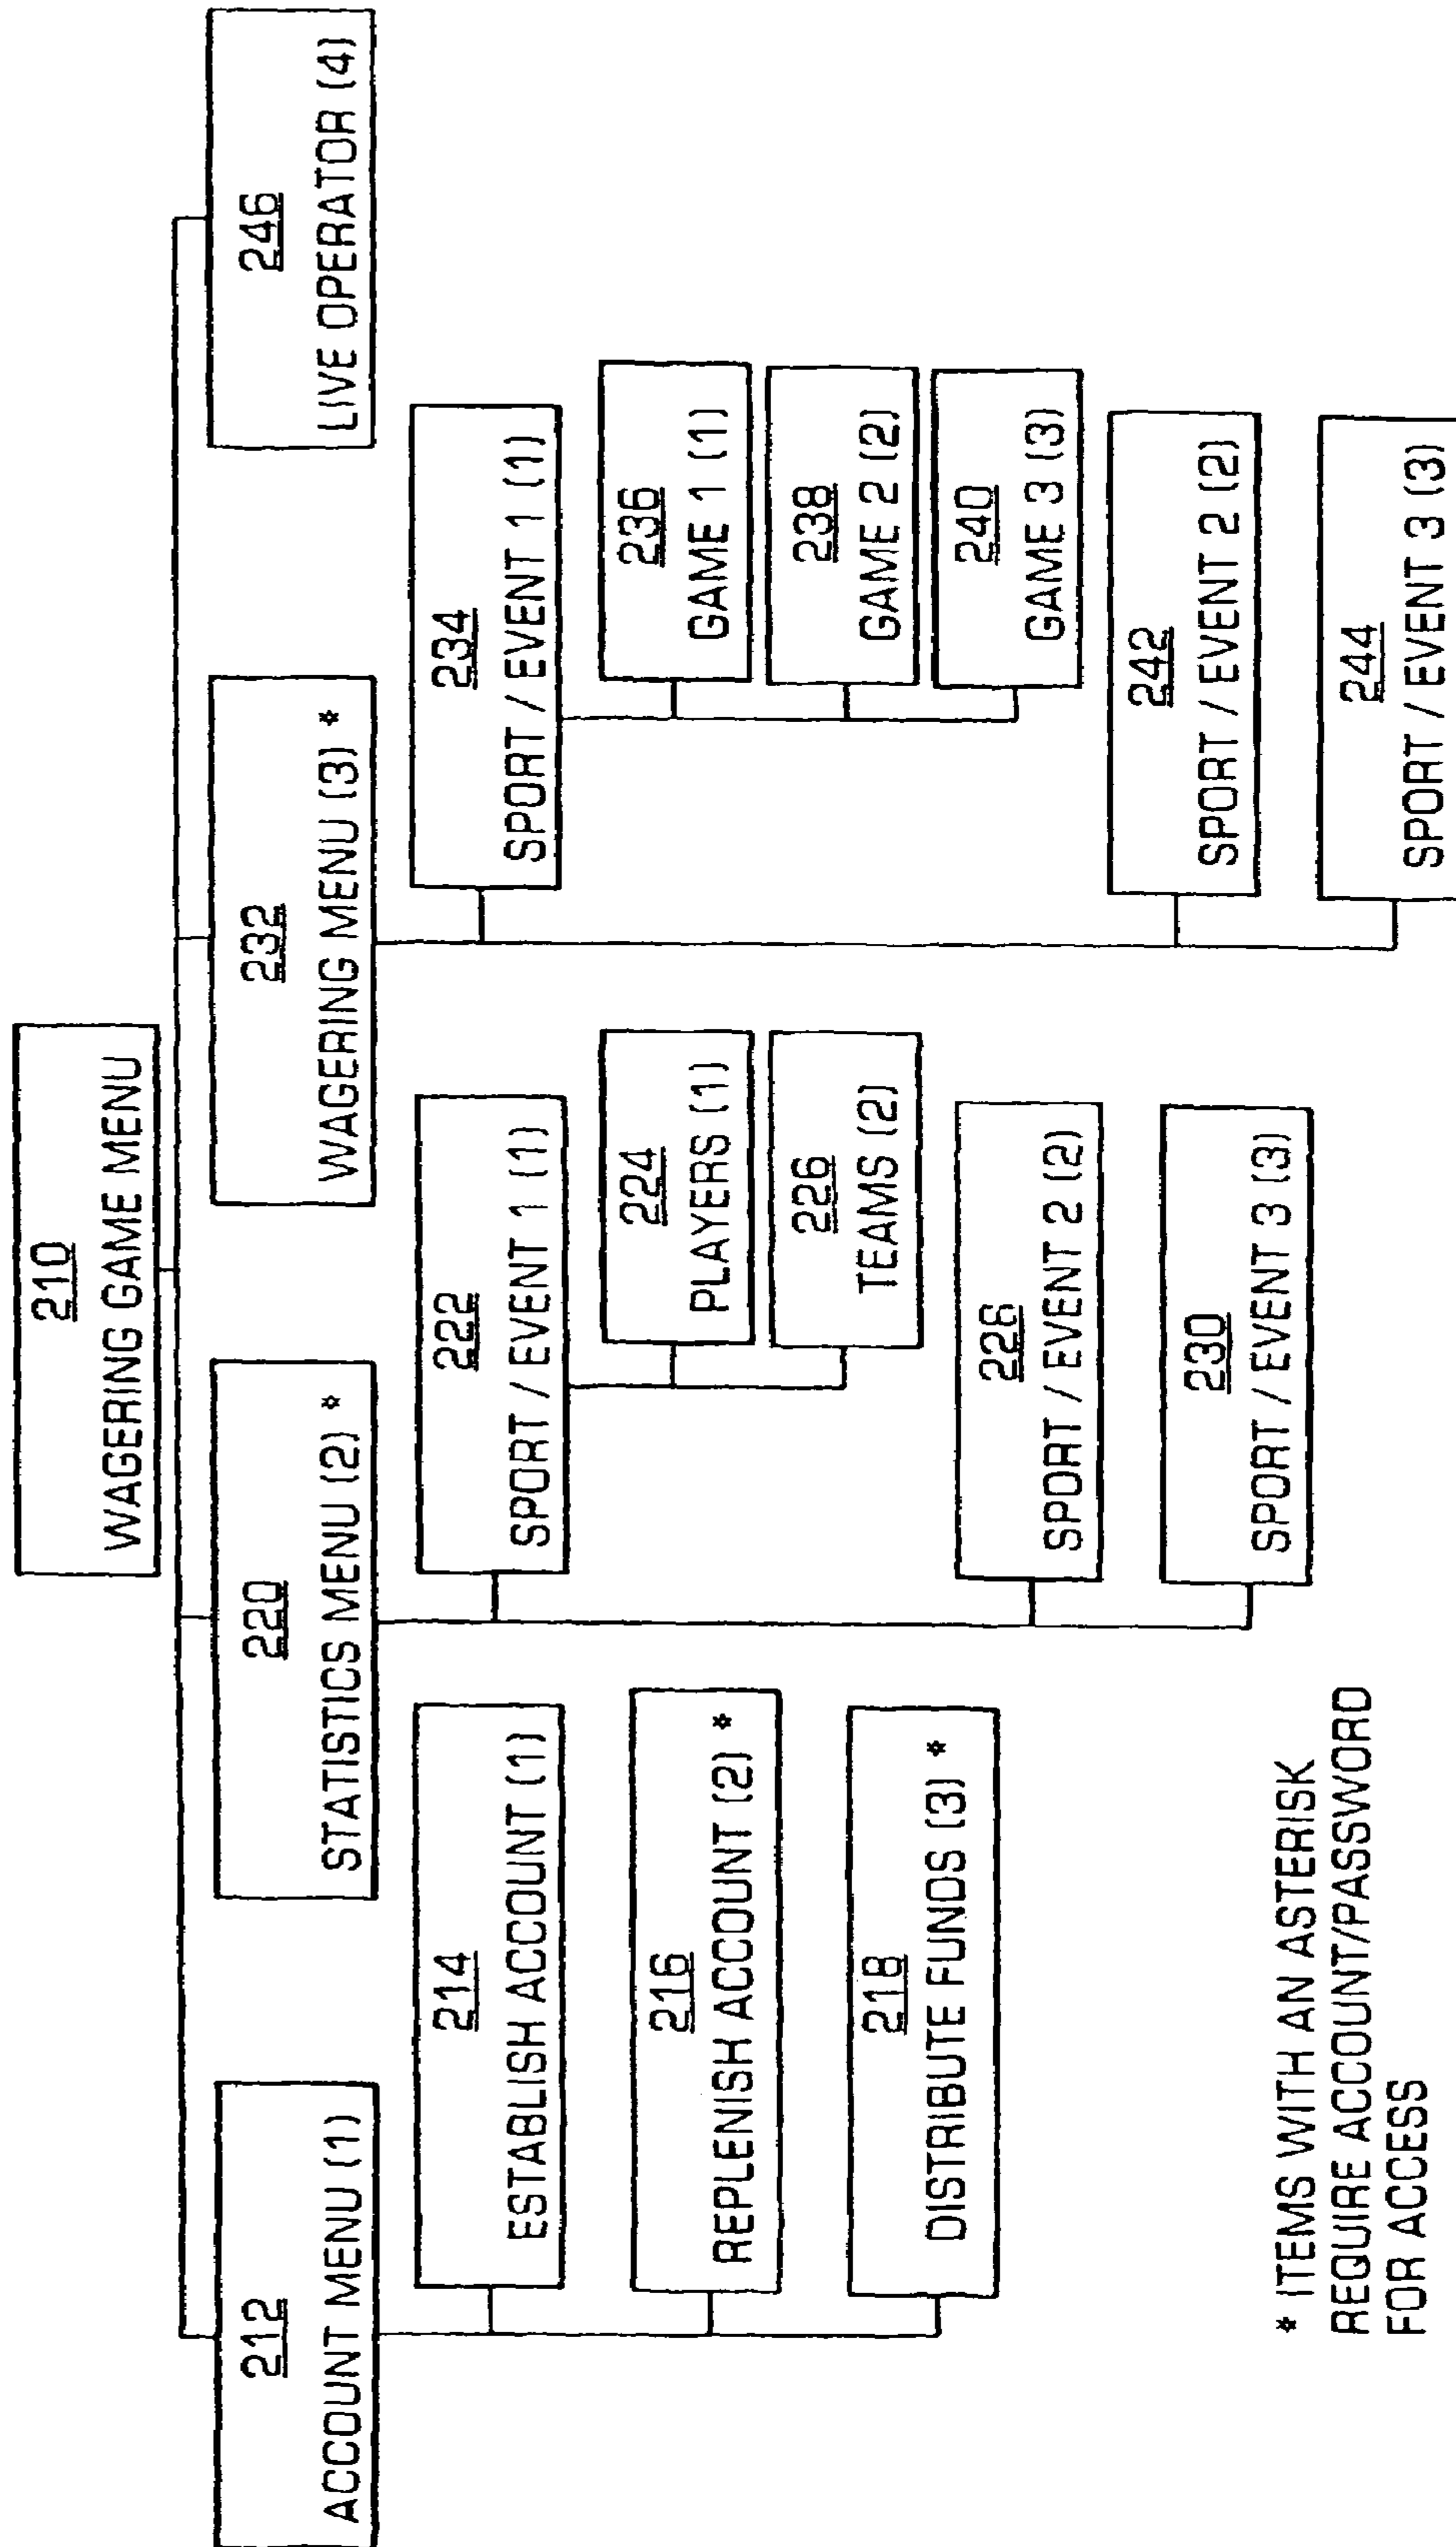 210
WAGERING GAME MENU
212
ACCOUNT MENU (1)
214
ESTABLISH ACCOUNT (1)
216
REPLENISH ACCOUNT (2) *
218
DISTRIBUTE FUNDS (3) *
220
STATISTICS MENU (2) *
222
SPORT / EVENT 1 (1)
224
PLAYERS (1)
226
TEAMS (2)
226
SPORT / EVENT 2 (2)
230
SPORT / EVENT 3 (3)
232
WAGERING MENU (3) *
234
SPORT / EVENT 1 (1)
236
GAME 1 (1)
238
GAME 2 (2)
240
GAME 3 (3)
242
SPORT / EVENT 2 (2)
244
SPORT / EVENT 3 (3)
246
LIVE OPERATOR (4)
* ITEMS WITH AN ASTERISK
REQUIRE ACCOUNT/PASSWORD
FOR ACCESS